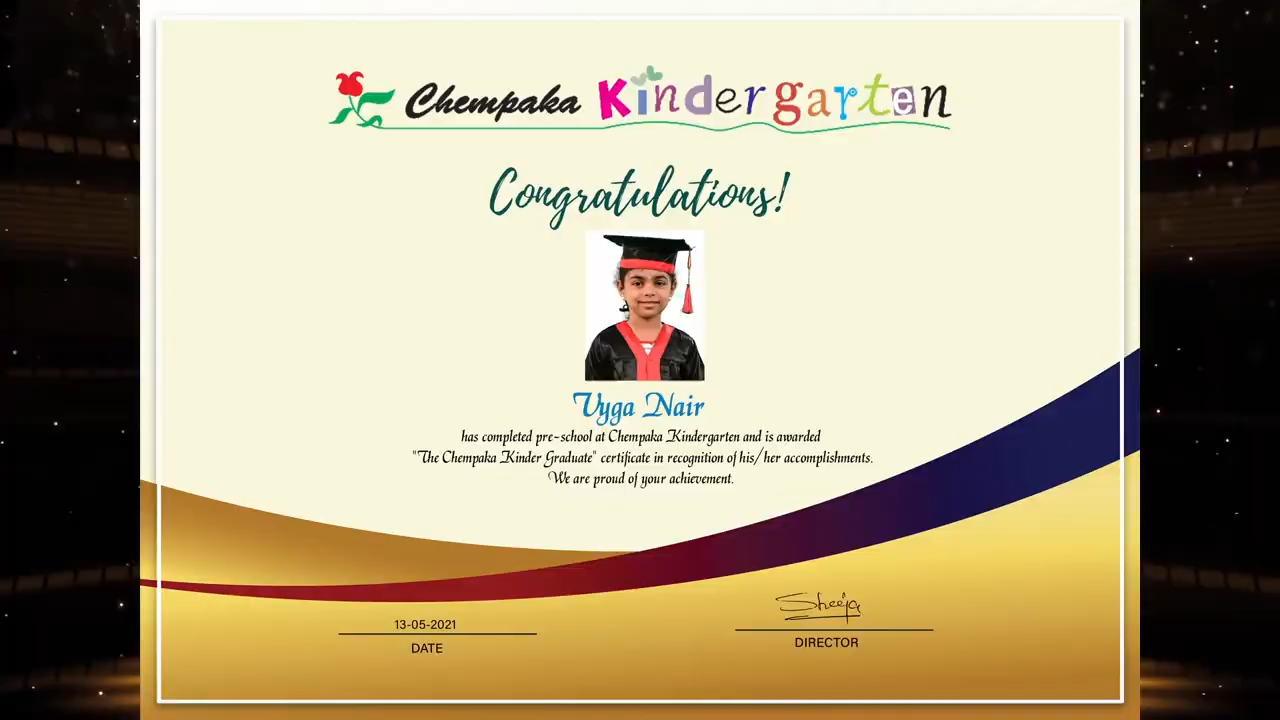 Chempaka Kindergarten
Congratulations!
Vyga Nair
has completed pre-school at Chempaka Kindergarten and is awarded
"The Chempaka Kinder Graduate" certificate in recognition of his/her accomplishments.
We are proud of your achievement.
Sheeja
13-05-2021
DATE
DIRECTOR